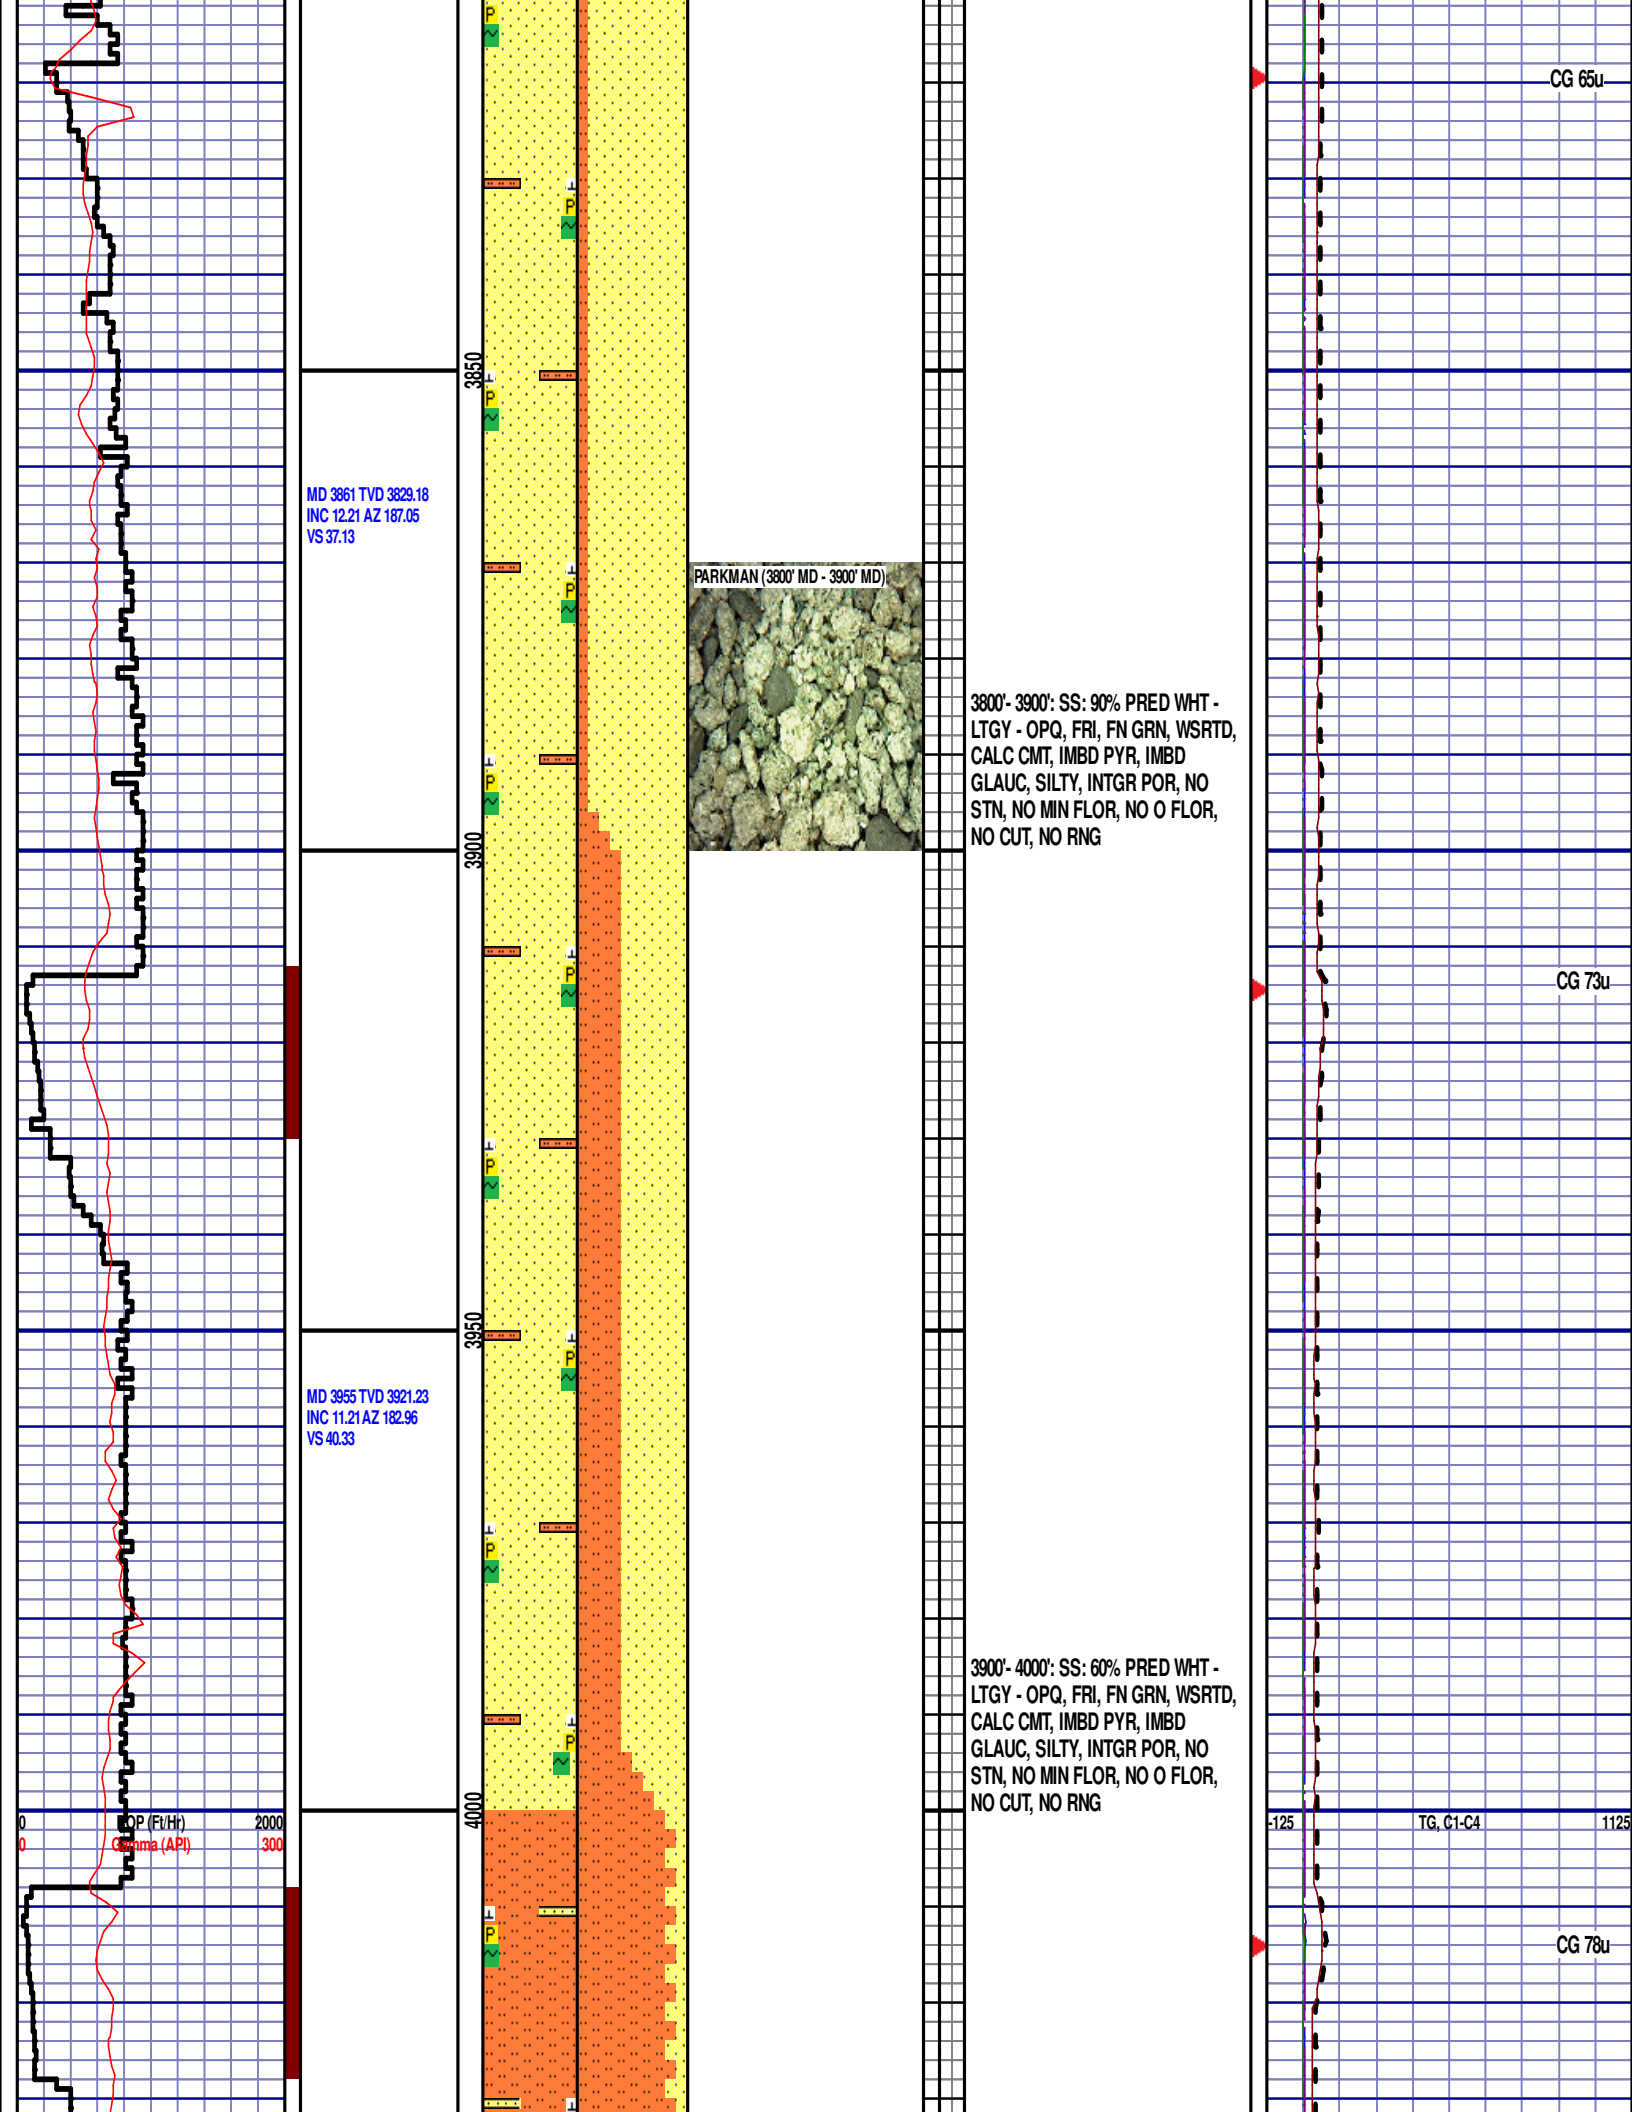 P
CG 65u
P
3850
P
MD 3861 TVD 3829.18
INC 12.21 AZ 187.05
VS 37.13
PARKMAN (3800' MD - 3900' MD)
P
3800'- 3900': SS: 90% PRED WHT -
LTGY - OPQ, FRI, FN GRN, WSRTD,
CALC CMT, IMBD PYR, IMBD
GLAUC, SILTY, INTGR POR, NO
STN, NO MIN FLOR, NO O FLOR,
NO CUT, NO RNG
P
3900
P
CG 73u
P
3950
P
MD 3955 TVD 3921.23
INC 11.21 AZ 182.96
VS 40.33
P
3900'- 4000': SS: 60% PRED WHT -
LTGY - OPQ, FRI, FN GRN, WSRTD,
CALC CMT, IMBD PYR, IMBD
GLAUC, SILTY, INTGR POR, NO
STN, NO MIN FLOR, NO O FLOR,
NO CUT, NO RNG
P
4000
0 ROP (Ft/Hr) 2000
0 Gamma (API) 300
-125 TG, C1-C4 1125
P
CG 78u